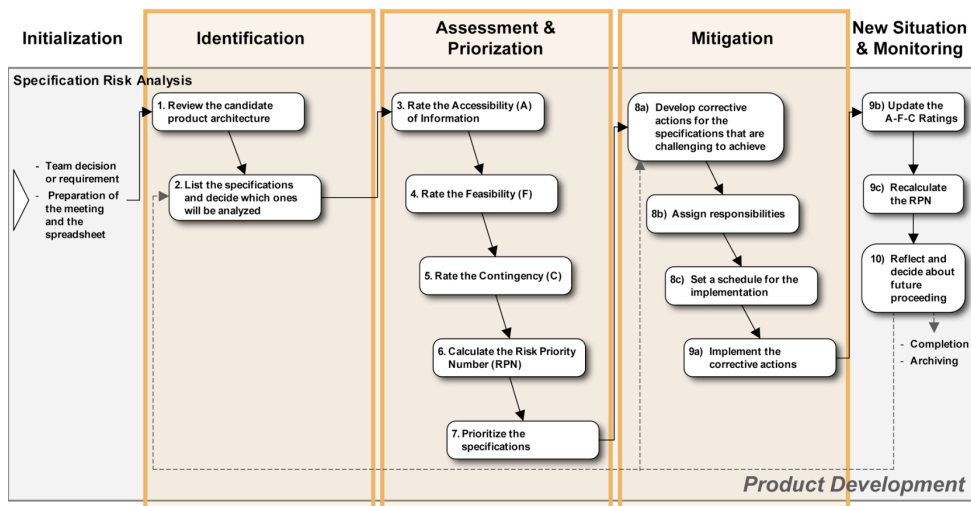 Initialization
Identification
Assessment &
Priorization
Mitigation
New Situation
& Monitoring
Specification Risk Analysis
- Team decision
or requirement
- Preparation of
the meeting
and the
spreadsheet
1. Review the candidate
product architecture
2. List the specifications
and decide which ones
will be analyzed
3. Rate the Accessibility (A)
of Information
4. Rate the Feasibility (F)
5. Rate the Contingency (C)
6. Calculate the Risk Priority
Number (RPN)
7. Prioritize the
specifications
8a) Develop corrective
actions for the
specifications that are
challenging to achieve
8b) Assign responsibilities
8c) Set a schedule for the
implementation
9a) Implement the
corrective actions
9b) Update the
A-F-C Ratings
9c) Recalculate
the RPN
10) Reflect and
decide about
future
proceeding
- Completion
- Archiving
Product Development